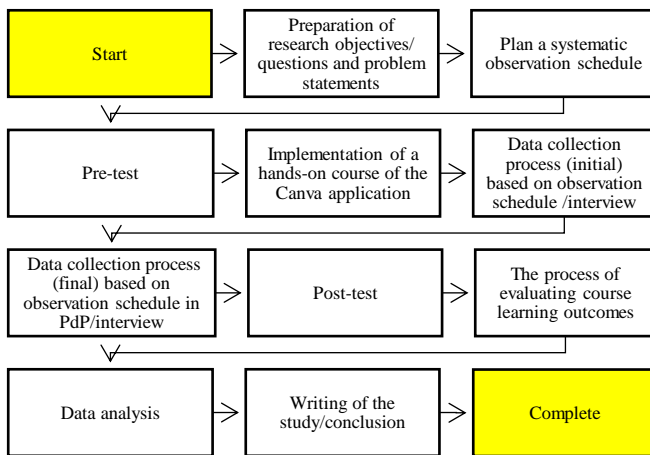 Start
Preparation of
research objectives/
questions and problem
statements
Plan a systematic
observation schedule
Pre-test
Implementation of a
hands-on course of the
Canva application
Data collection
process (initial)
based on observation
schedule /interview
Data collection process
(final) based on
observation schedule in
PdP/interview
Post-test
The process of
evaluating course
learning outcomes
Data analysis
Writing of the
study/conclusion
Complete